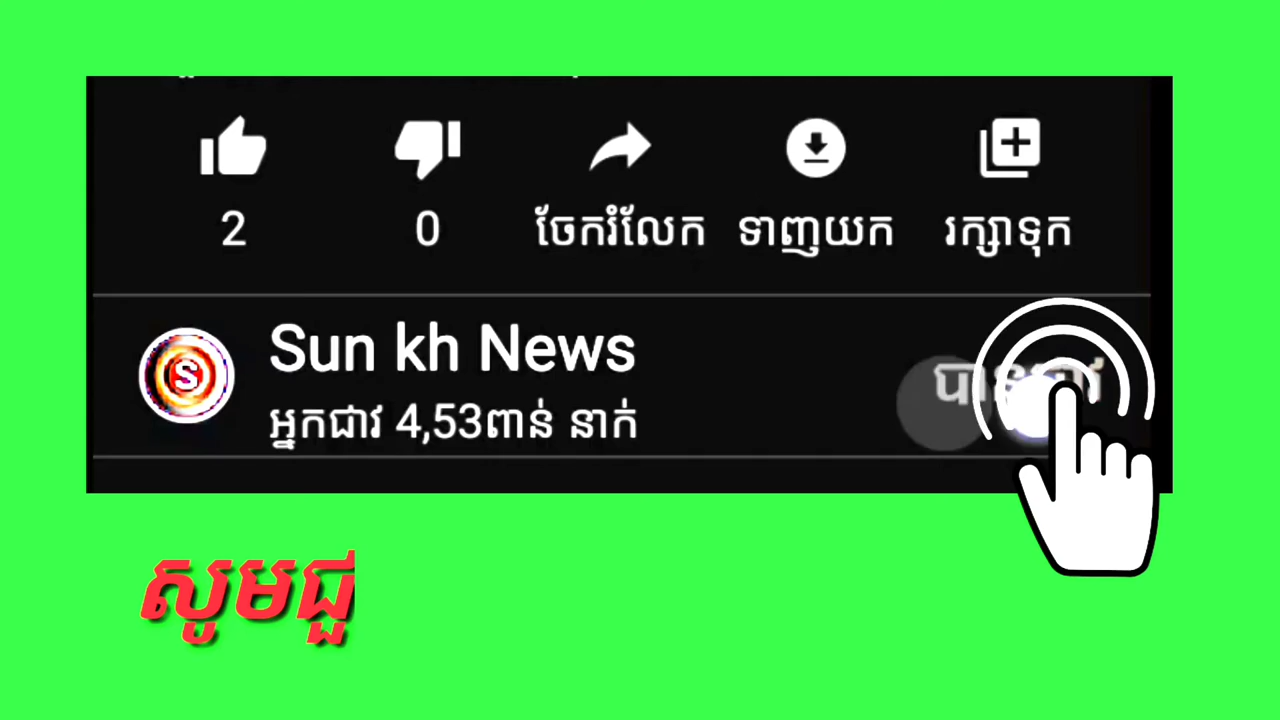 2 0 ចែករំលែក ទាញយក រក្សាទុក
S
Sun kh News
អ្នកជាវ 4,53ពាន់ នាក់
សូមជួ